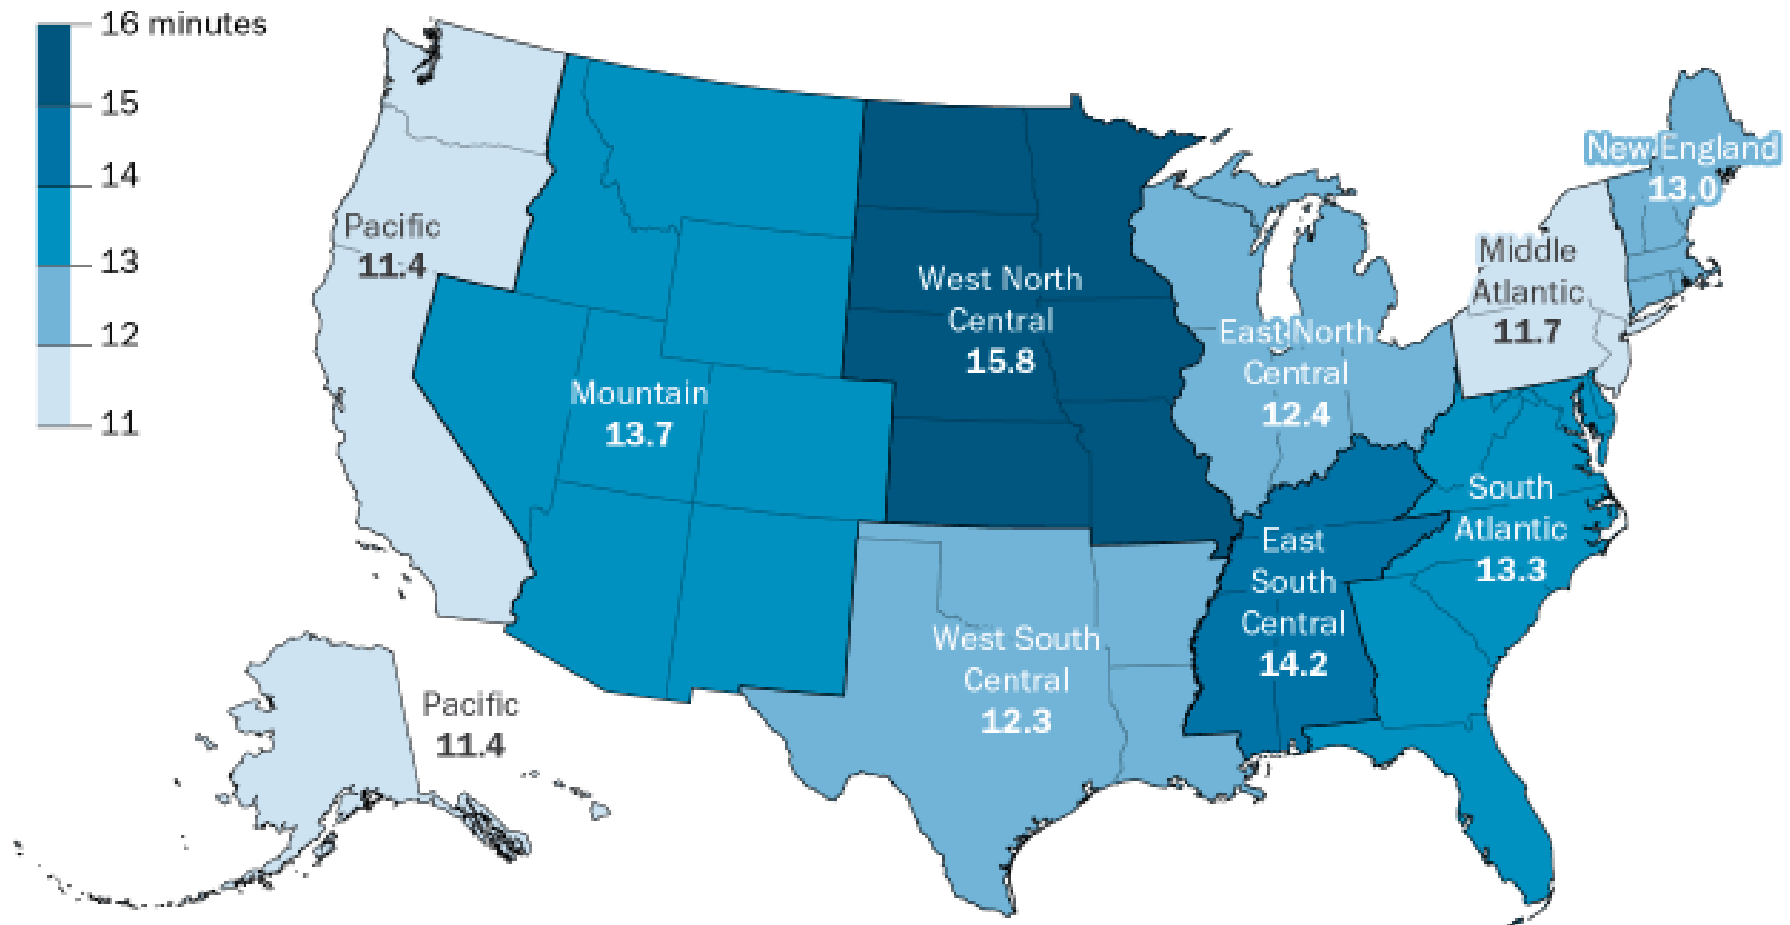 16 minutes
15
14
13
12
11
Pacific
11.4
Mountain
13.7
West North
Central
15.8
East North
Central
12.4
New England
13.0
Middle
Atlantic
11.7
South
Atlantic
13.3
East
South
Central
14.2
West South
Central
12.3
Pacific
11.4